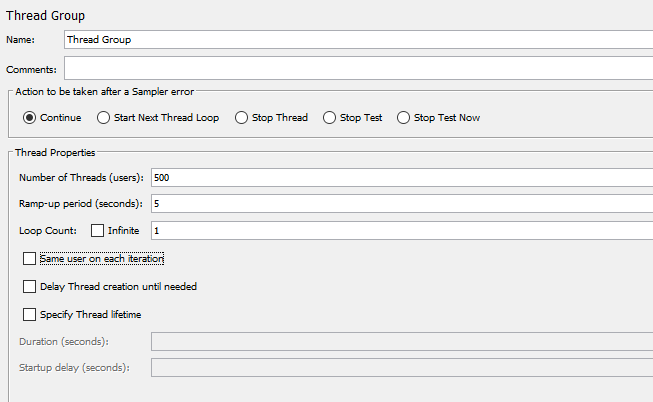 Thread Group
Name: Thread Group
Comments:
Action to be taken after a Sampler error
Continue Start Next Thread Loop Stop Thread Stop Test Stop Test Now
Thread Properties
Number of Threads (users): 500
Ramp-up period (seconds): 5
Loop Count: Infinite 1
Same user on each iteration
Delay Thread creation until needed
Specify Thread lifetime
Duration (seconds):
Startup delay (seconds):